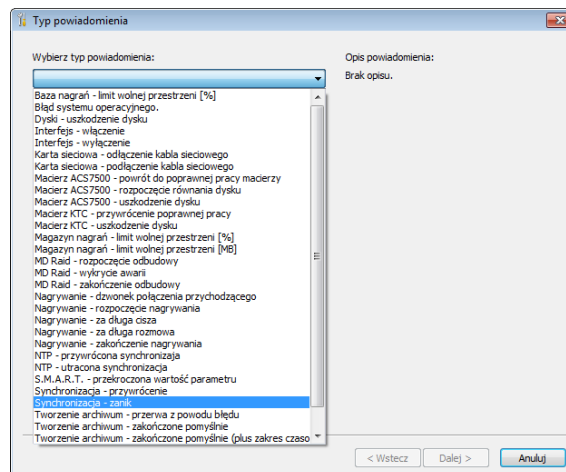 Typ powiadomienia
Wybierz typ powiadomienia:
Opis powiadomienia:
Brak opisu.
Baza nagrań - limit wolnej przestrzeni [%]
Błąd systemu operacyjnego.
Dyski - uszkodzenie dysku
Interfejs - włączenie
Interfejs - wyłączenie
Karta sieciowa - odłączenie kabla sieciowego
Karta sieciowa - podłączenie kabla sieciowego
Macierz ACS7500 - powrót do poprawnej pracy macierzy
Macierz ACS7500 - rozpoczęcie równania dysku
Macierz ACS7500 - uszkodzenie dysku
Macierz KTC - przywrócenie poprawnej pracy
Macierz KTC - uszkodzenie dysku
Magazyn nagrań - limit wolnej przestrzeni [%]
Magazyn nagrań - limit wolnej przestrzeni [MB]
MD Raid - rozpoczęcie odbudowy
MD Raid - wykrycie awarii
MD Raid - zakończenie odbudowy
Nagrywanie - dzwonek połączenia przychodzącego
Nagrywanie - rozpoczęcie nagrywania
Nagrywanie - za długa cisza
Nagrywanie - za długa rozmowa
Nagrywanie - zakończenie nagrywania
NTP - przywrócona synchronizaja
NTP - utracona synchronizacja
S.M.A.R.T. - przekroczona wartość parametru
Synchronizacja - przywrócenie
Synchronizacja - zanik
Tworzenie archiwum - przerwa z powodu błędu
Tworzenie archiwum - zakończone pomyślnie
Tworzenie archiwum - zakończone pomyślnie (plus zakres czaso
< Wstecz
Dalej >
Anuluj